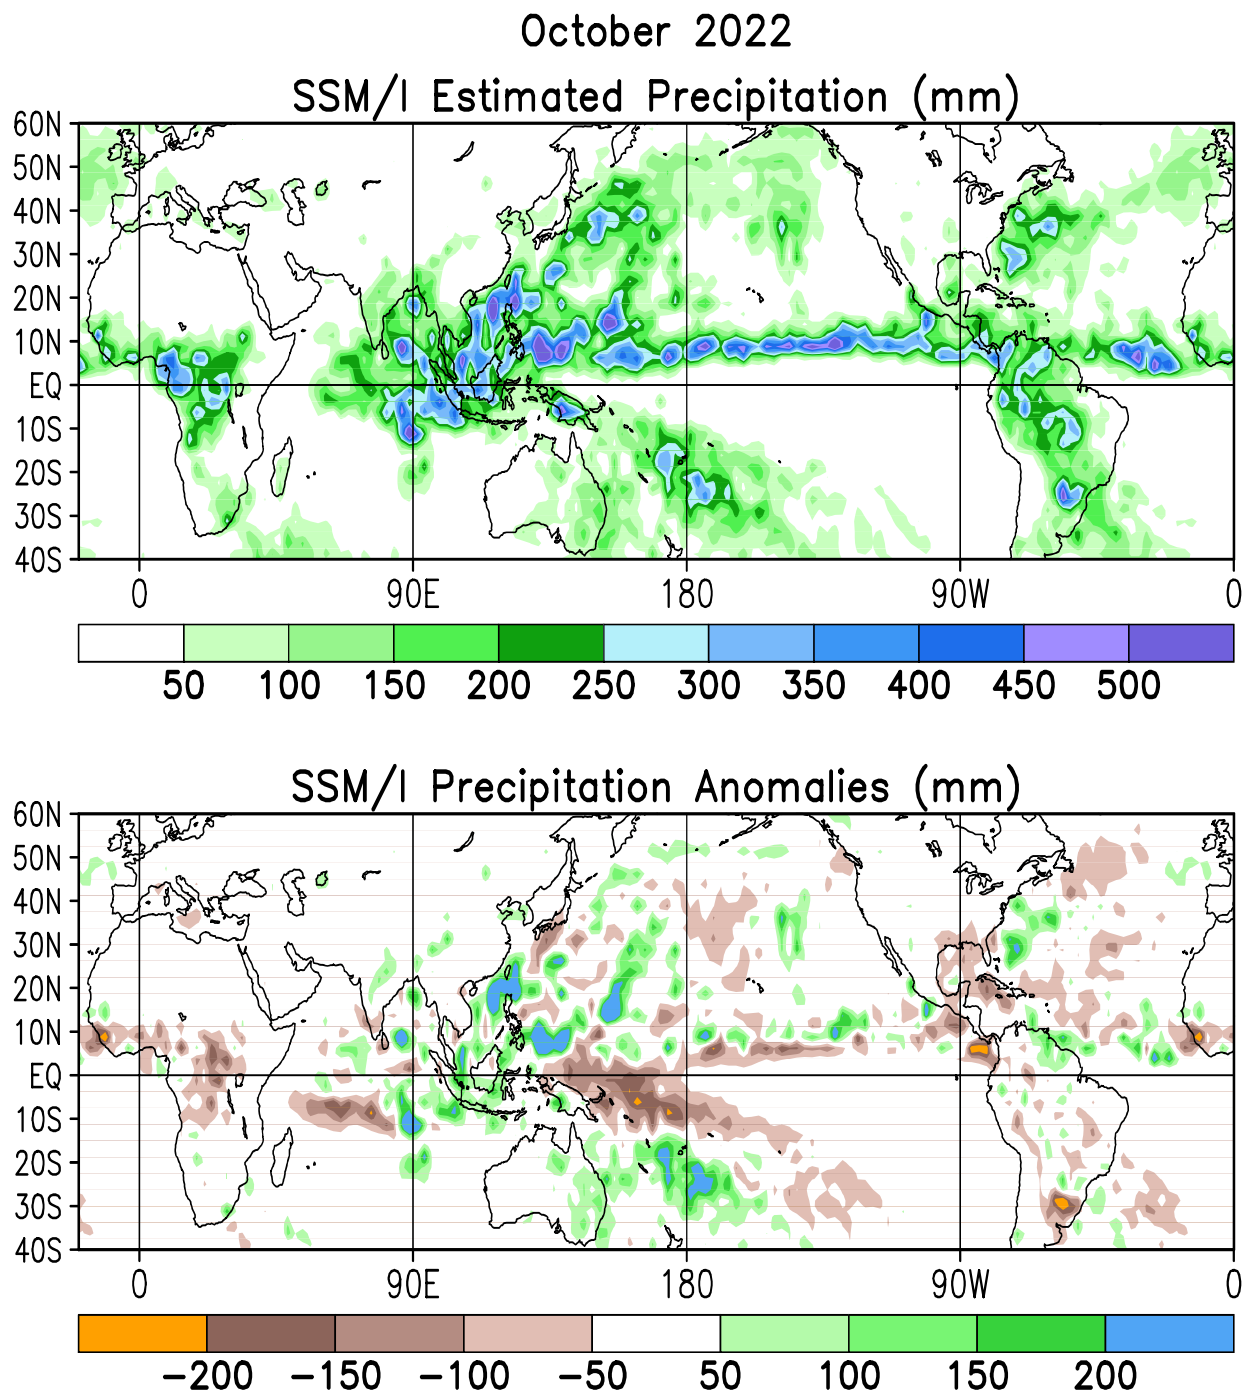 October 2022
SSM/I Estimated Precipitation (mm)
60N
50N
40N
30N
20N
10N
EQ
10S
20S
30S
40S
0 90E 180 90W 0
50 100 150 200 250 300 350 400 450 500
SSM/I Precipitation Anomalies (mm)
60N
50N
40N
30N
20N
10N
EQ
10S
20S
30S
40S
0 90E 180 90W 0
-200 -150 -100 -50 50 100 150 200